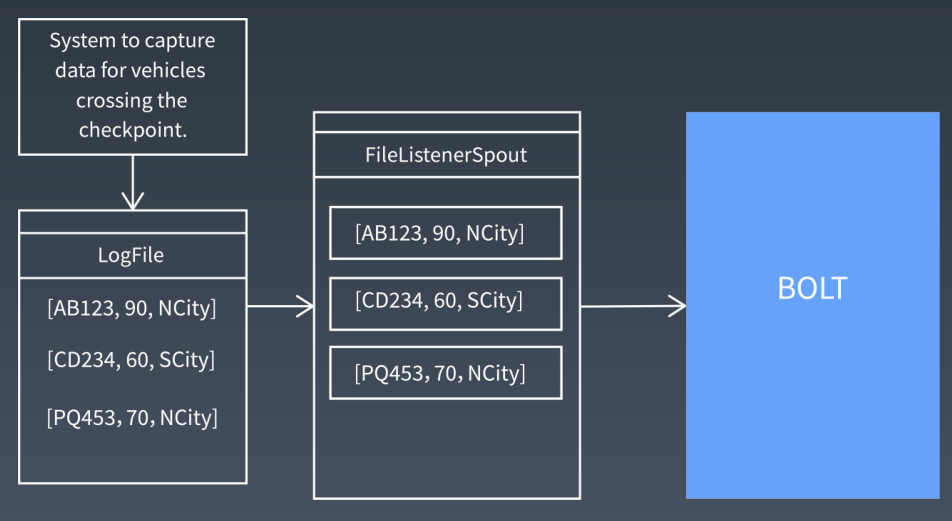 System to capture
data for vehicles
crossing the
checkpoint.
LogFile
[AB123, 90, NCity]
[CD234, 60, SCity]
[PQ453, 70, NCity]
FileListenerSpout
[AB123, 90, NCity]
[CD234, 60, SCity]
[PQ453, 70, NCity]
BOLT